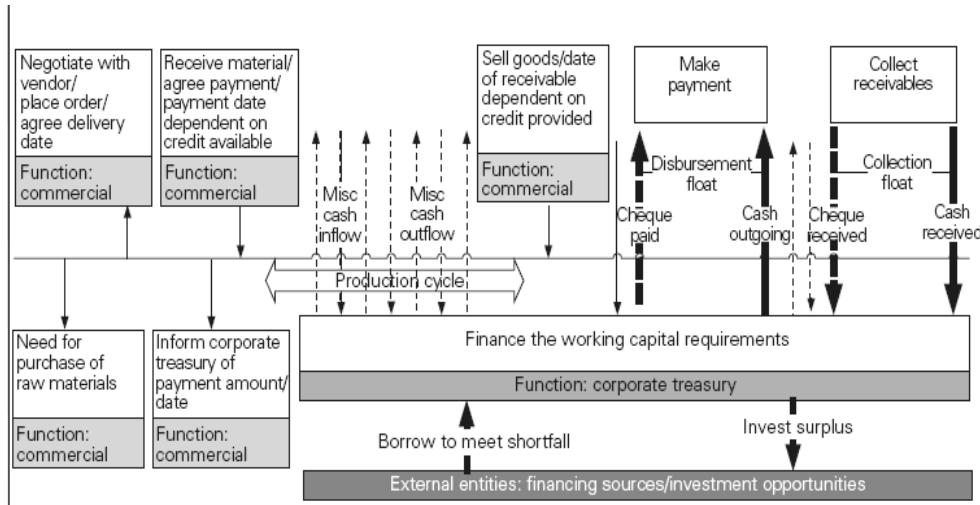 Negotiate with
vendor/
place order/
agree delivery
date
Function:
commercial
Receive material/
agree payment/
payment date
dependent on
credit available
Function:
commercial
Sell goods/date
of receivable
dependent on
credit provided
Function:
commercial
Make
payment
Collect
receivables
Misc
cash
inflow
Misc
cash
outflow
Disbursement
float
Cheque
paid
Cash
outgoing
Collection
float
Cheque
received
Cash
received
Production cycle
Need for
purchase of
raw materials
Function:
commercial
Inform corporate
treasury of
payment amount/
date
Function:
commercial
Finance the working capital requirements
Function: corporate treasury
Borrow to meet shortfall
Invest surplus
External entities: financing sources/investment opportunities